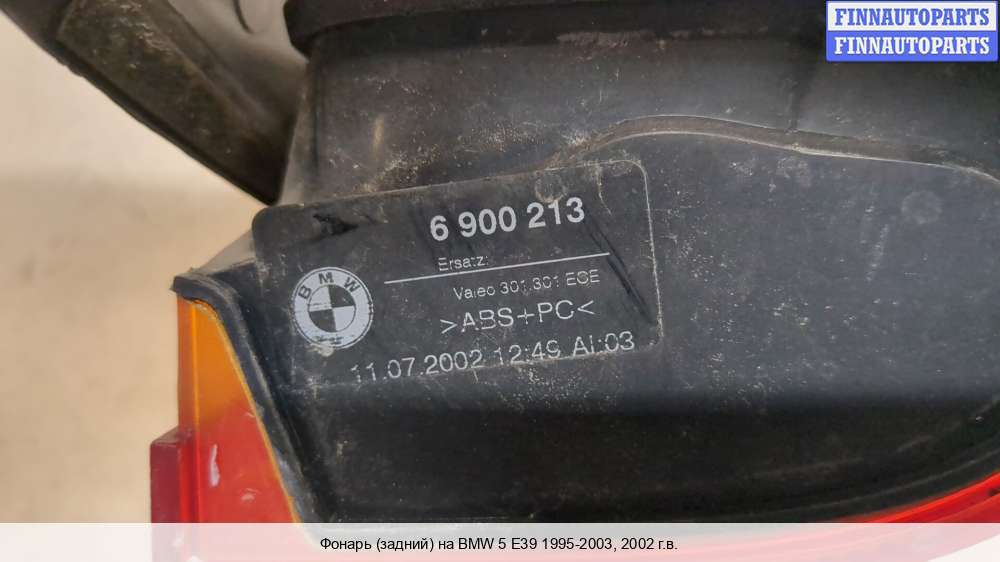 FINNAUTOPARTS
FINNAUTOPARTS
6 900 213
Ersatz:
BMW
Valeo 301 301 ECE
>ABS+PC<
11.07.2002 12:49 AI:03
Фонарь (задний) на BMW 5 E39 1995-2003, 2002 г.в.